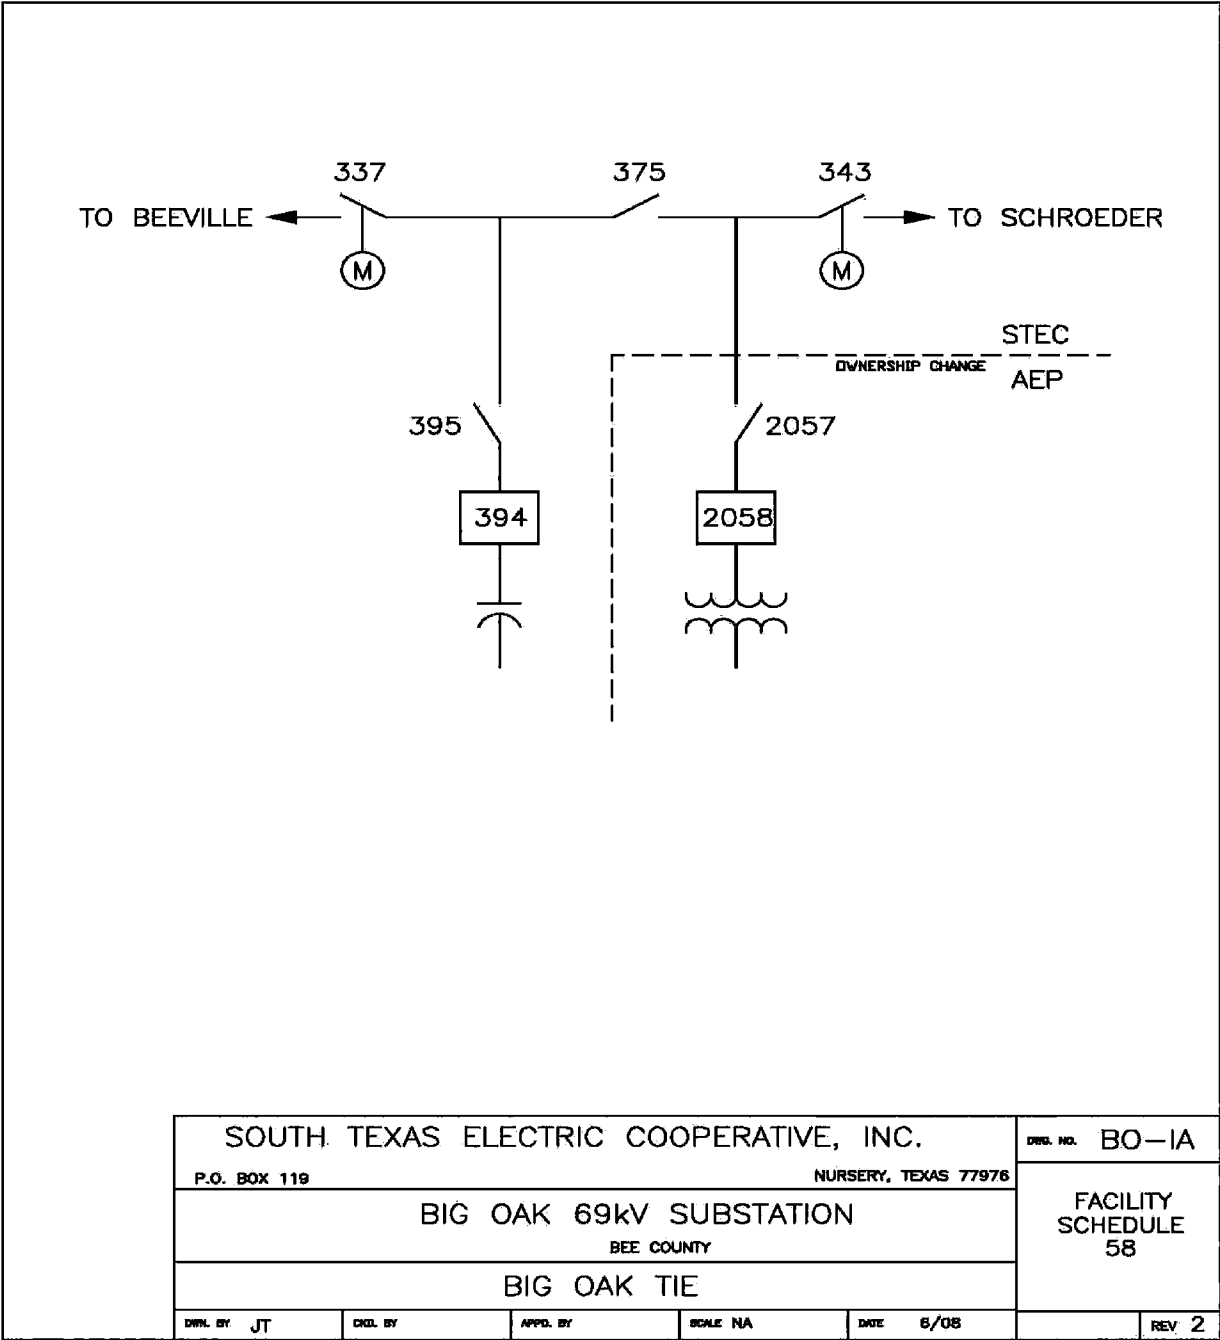 337 375 343
TO BEEVILLE TO SCHROEDER
M M
STEC
OWNERSHIP CHANGE
AEP
395 2057
394 2058
SOUTH TEXAS ELECTRIC COOPERATIVE, INC.
P.O. BOX 119 NURSERY, TEXAS 77976
DWG. NO. BO-IA
BIG OAK 69kV SUBSTATION
BEE COUNTY
FACILITY
SCHEDULE
58
BIG OAK TIE
DWN. BY JT CKD. BY APPD. BY SCALE NA DATE 6/08 REV 2